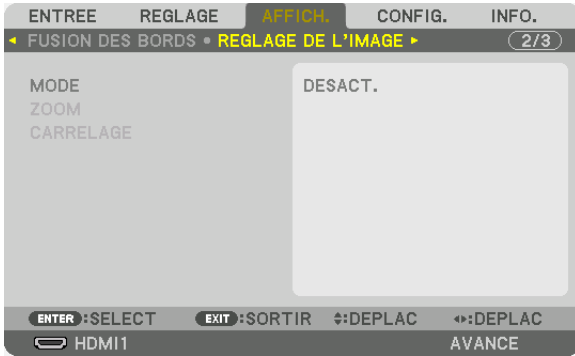 ENTREE REGLAGE AFFICH. CONFIG. INFO.
◂ FUSION DES BORDS • REGLAGE DE L'IMAGE ▸ 2/3
MODE DESACT.
ZOOM
CARRELAGE
ENTER :SELECT EXIT :SORTIR ♦:DEPLAC ◂▸:DEPLAC
HDMI1 AVANCE